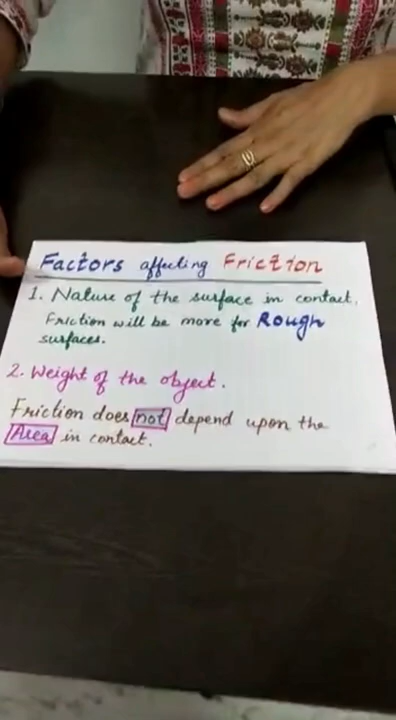 Factors affecting Friction
1. Nature of the surface in contact.
Friction will be more for Rough
surfaces.
2. Weight of the object.
Friction does not depend upon the
Area in contact.